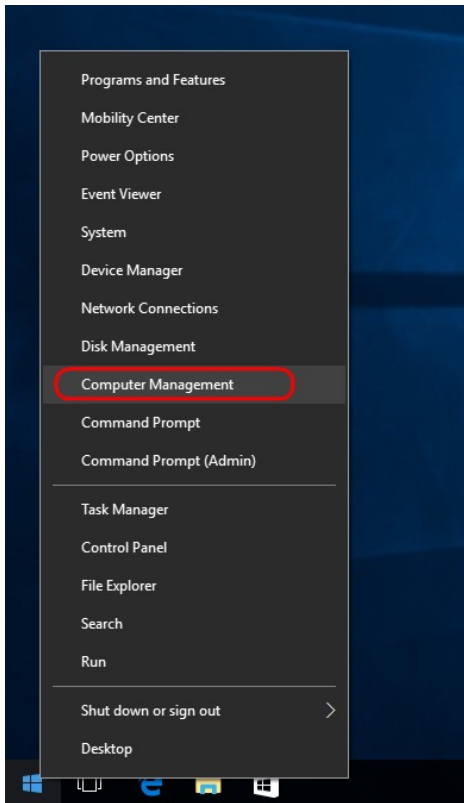 Programs and Features
Mobility Center
Power Options
Event Viewer
System
Device Manager
Network Connections
Disk Management
Computer Management
Command Prompt
Command Prompt (Admin)
Task Manager
Control Panel
File Explorer
Search
Run
Shut down or sign out
Desktop